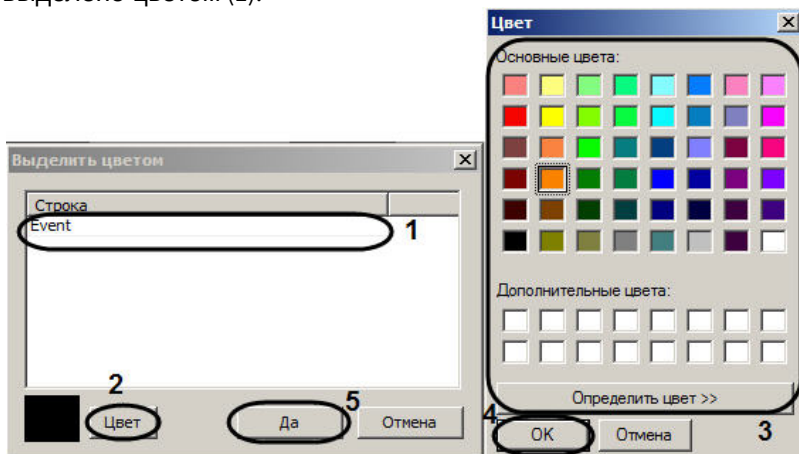 выделено цветом (1).
Цвет
Основные цвета:
Выделить цветом
Строка
Event
1
Дополнительные цвета:
2
5
Цвет
Да
Отмена
Определить цвет >>
4
OK
Отмена
3